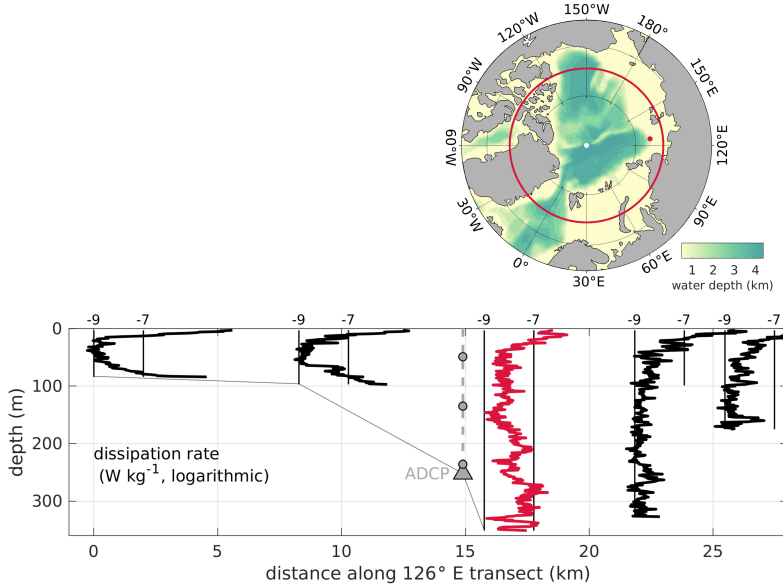 150°W
120°W
180°
90°W
150°E
60°W
120°E
30°W
90°E
0°
60°E
30°E
1 2 3 4
water depth (km)
-9 -7 -9 -7 -9 -7 -9 -7 -9 -7
0
100
200
300
depth (m)
dissipation rate
(W kg⁻¹, logarithmic)
ADCP
0 5 10 15 20 25
distance along 126° E transect (km)